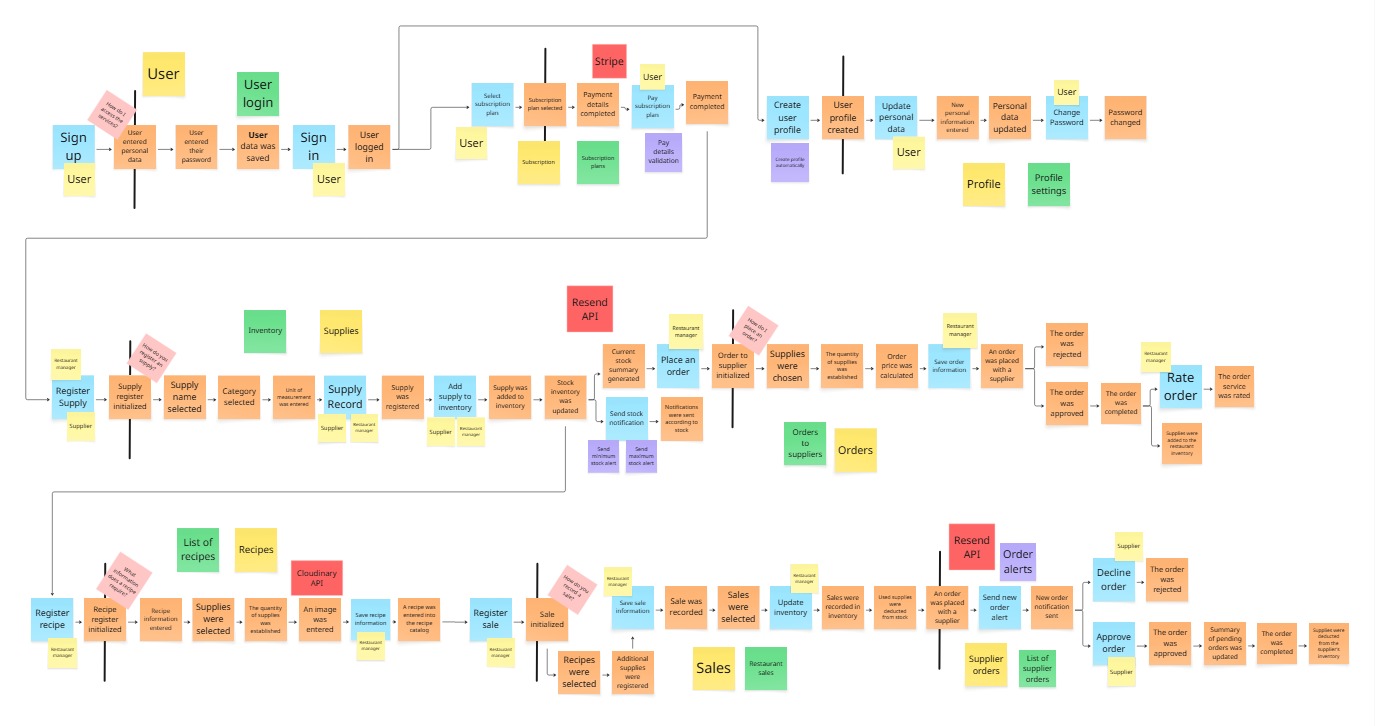 User
User
login
How do I
access the
services?
Sign
up
User
User
entered
personal
data
User
entered
their
password
User
data was
saved
Sign
in
User
User
logged
in
Select
subscription
plan
User
Subscription
plan selected
Subscription
Stripe
Payment
details
completed
Subscription
plans
User
Pay
subscription
plan
Pay
details
validation
Payment
completed
Create
user
profile
Create profile
automatically
User
profile
created
Update
personal
data
User
New
personal
information
entered
Personal
data
updated
User
Change
Password
Password
changed
Profile
Profile
settings
Inventory
Supplies
Restaurant
manager
Register
Supply
Supplier
Supply
register
initialized
How do you
register an
supply?
Supply
name
selected
Category
selected
Unit of
measurement
was entered
Supply
Record
Supplier
Restaurant
manager
Supply
was
registered
Add
supply to
inventory
Supplier
Restaurant
manager
Supply was
added to
inventory
Stock
inventory
was
updated
Resend
API
Current
stock
summary
generated
Send stock
notification
Send
minimum
stock alert
Send
maximum
stock alert
Notifications
were sent
according to
stock
Restaurant
manager
Place an
order
Order to
supplier
initialized
How do I
place an
order?
Supplies
were
chosen
The quantity
of supplies
was
established
Order
price was
calculated
Restaurant
manager
Save order
information
An order
was placed
with a
supplier
The order
was
rejected
The order
was
approved
The order
was
completed
Restaurant
manager
Rate
order
The order
service
was rated
Supplies were
added to the
restaurant
inventory
Orders
to
suppliers
Orders
List of
recipes
Recipes
Register
recipe
Restaurant
manager
Recipe
register
initialized
What
information
does a recipe
require?
Recipe
information
entered
Supplies
were
selected
The quantity
of supplies
was
established
Cloudinary
API
An image
was
entered
Save recipe
information
Restaurant
manager
A recipe was
entered into
the recipe
catalog
Register
sale
Restaurant
manager
Sale
initialized
How do you
record a
sale?
Recipes
were
selected
Additional
supplies
were
registered
Restaurant
manager
Save sale
information
Sale was
recorded
Sales
were
selected
Restaurant
manager
Update
inventory
Sales were
recorded in
inventory
Used supplies
were
deducted
from stock
Sales
Restaurant
sales
Resend
API
Order
alerts
An order
was placed
with a
supplier
Send new
order
alert
New order
notification
sent
Supplier
orders
List of
supplier
orders
Supplier
Decline
order
The order
was
rejected
Approve
order
Supplier
The order
was
approved
Summary
of pending
orders was
updated
The order
was
completed
Supplies were
deducted
from the
supplier's
inventory